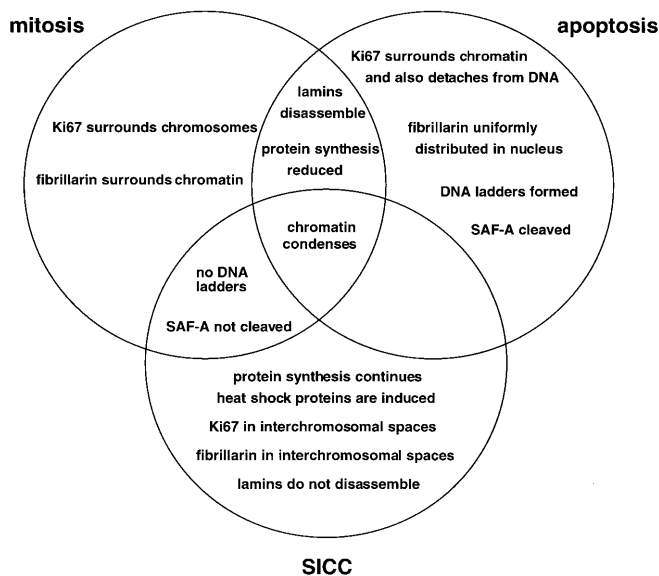 mitosis
apoptosis
Ki67 surrounds chromatin
and also detaches from DNA
lamins
disassemble
Ki67 surrounds chromosomes
fibrillarin uniformly
distributed in nucleus
protein synthesis
reduced
fibrillarin surrounds chromatin
DNA ladders formed
SAF-A cleaved
chromatin
condenses
no DNA
ladders
SAF-A not cleaved
protein synthesis continues
heat shock proteins are induced
Ki67 in interchromosomal spaces
fibrillarin in interchromosomal spaces
lamins do not disassemble
SICC